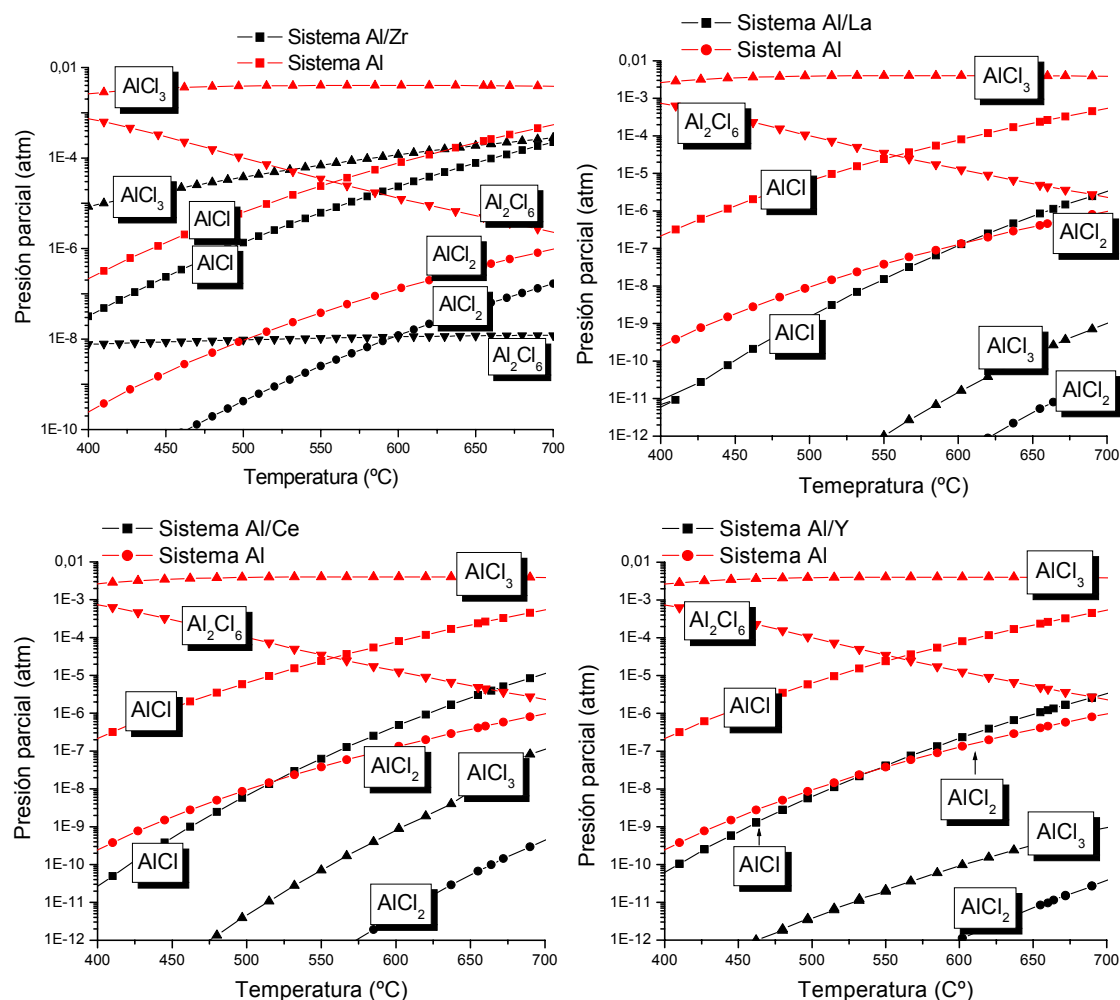 Sistema Al/Zr
Sistema Al
0,01
1E-4
1E-6
1E-8
1E-10
Presión parcial (atm)
AlCl3
AlCl3
AlCl
AlCl
Al2Cl6
AlCl2
AlCl2
Al2Cl6
400 450 500 550 600 650 700
Temperatura (ºC)
Sistema Al/La
Sistema Al
0,01
1E-3
1E-4
1E-5
1E-6
1E-7
1E-8
1E-9
1E-10
1E-11
1E-12
Presión parcial (atm)
AlCl3
Al2Cl6
AlCl
AlCl2
AlCl
AlCl3
AlCl2
400 450 500 550 600 650 700
Temepratura (ºC)
Sistema Al/Ce
Sistema Al
0,01
1E-3
1E-4
1E-5
1E-6
1E-7
1E-8
1E-9
1E-10
1E-11
1E-12
Presión parcial (atm)
AlCl3
Al2Cl6
AlCl
AlCl2
AlCl3
AlCl
AlCl2
400 450 500 550 600 650 700
Temperatura (ºC)
Sistema Al/Y
Sistema Al
0,01
1E-3
1E-4
1E-5
1E-6
1E-7
1E-8
1E-9
1E-10
1E-11
1E-12
Presión parcial (atm)
AlCl3
Al2Cl6
AlCl
AlCl2
AlCl
AlCl3
AlCl2
400 450 500 550 600 650 700
Temperatura (Cº)